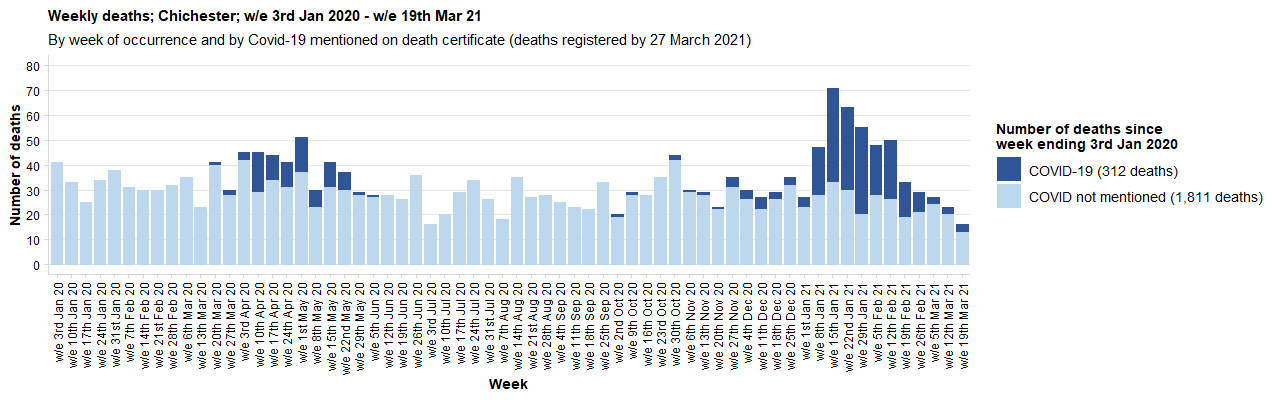 Weekly deaths; Chichester; w/e 3rd Jan 2020 - w/e 19th Mar 21
By week of occurrence and by Covid-19 mentioned on death certificate (deaths registered by 27 March 2021)
Number of deaths
80
70
60
50
40
30
20
10
0
w/e 3rd Jan 20
w/e 10th Jan 20
w/e 17th Jan 20
w/e 24th Jan 20
w/e 31st Jan 20
w/e 7th Feb 20
w/e 14th Feb 20
w/e 21st Feb 20
w/e 28th Feb 20
w/e 6th Mar 20
w/e 13th Mar 20
w/e 20th Mar 20
w/e 27th Mar 20
w/e 3rd Apr 20
w/e 10th Apr 20
w/e 17th Apr 20
w/e 24th Apr 20
w/e 1st May 20
w/e 8th May 20
w/e 15th May 20
w/e 22nd May 20
w/e 29th May 20
w/e 5th Jun 20
w/e 12th Jun 20
w/e 19th Jun 20
w/e 26th Jun 20
w/e 3rd Jul 20
w/e 10th Jul 20
w/e 17th Jul 20
w/e 24th Jul 20
w/e 31st Jul 20
w/e 7th Aug 20
w/e 14th Aug 20
w/e 21st Aug 20
w/e 28th Aug 20
w/e 4th Sep 20
w/e 11th Sep 20
w/e 18th Sep 20
w/e 25th Sep 20
w/e 2nd Oct 20
w/e 9th Oct 20
w/e 16th Oct 20
w/e 23rd Oct 20
w/e 30th Oct 20
w/e 6th Nov 20
w/e 13th Nov 20
w/e 20th Nov 20
w/e 27th Nov 20
w/e 4th Dec 20
w/e 11th Dec 20
w/e 18th Dec 20
w/e 25th Dec 20
w/e 1st Jan 21
w/e 8th Jan 21
w/e 15th Jan 21
w/e 22nd Jan 21
w/e 29th Jan 21
w/e 5th Feb 21
w/e 12th Feb 21
w/e 19th Feb 21
w/e 26th Feb 21
w/e 5th Mar 21
w/e 12th Mar 21
w/e 19th Mar 21
Week
Number of deaths since
week ending 3rd Jan 2020
COVID-19 (312 deaths)
COVID not mentioned (1,811 deaths)